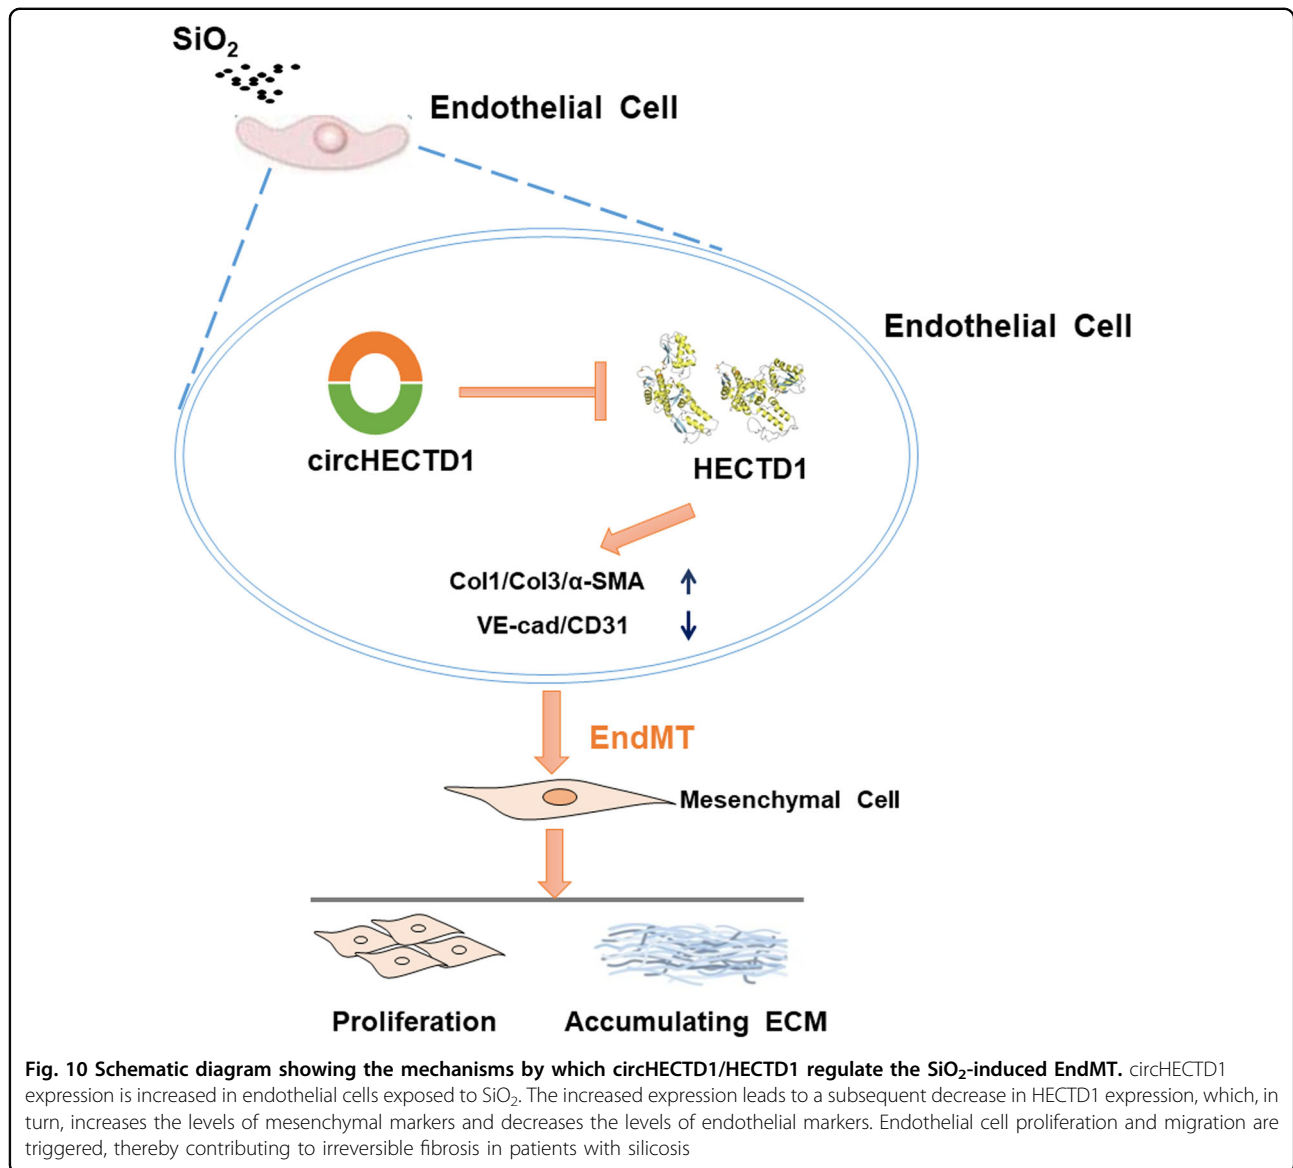 SiO₂
Endothelial Cell
Endothelial Cell
circHECTD1
HECTD1
Col1/Col3/α-SMA ↑
VE-cad/CD31 ↓
EndMT
Mesenchymal Cell
Proliferation
Accumulating ECM
Fig. 10 Schematic diagram showing the mechanisms by which circHECTD1/HECTD1 regulate the SiO₂-induced EndMT. circHECTD1
expression is increased in endothelial cells exposed to SiO₂. The increased expression leads to a subsequent decrease in HECTD1 expression, which, in
turn, increases the levels of mesenchymal markers and decreases the levels of endothelial markers. Endothelial cell proliferation and migration are
triggered, thereby contributing to irreversible fibrosis in patients with silicosis